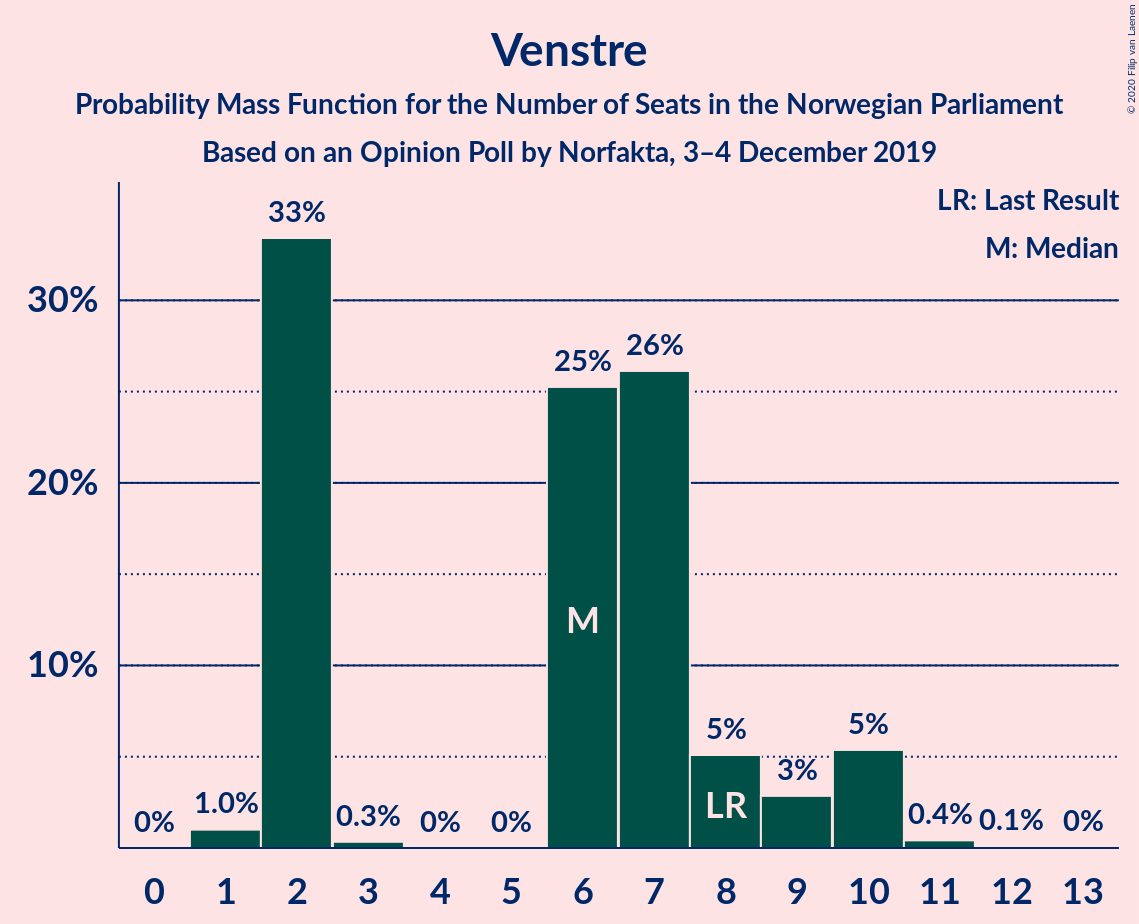 © 2020 Filip van Laenen
Venstre
Probability Mass Function for the Number of Seats in the Norwegian Parliament
Based on an Opinion Poll by Norfakta, 3–4 December 2019
LR: Last Result
M: Median
30%
20%
10%
0%
1.0%
33%
0.3%
0%
0%
25%
26%
5%
3%
5%
0.4%
0.1%
0%
M
LR
0 1 2 3 4 5 6 7 8 9 10 11 12 13